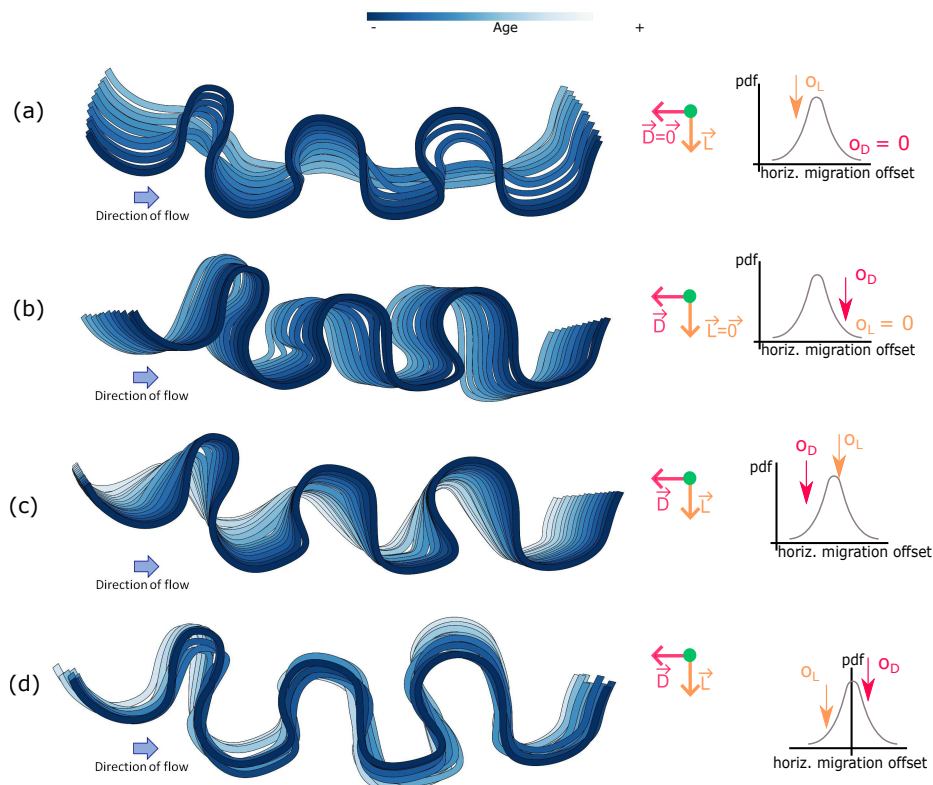 - Age +
(a)
Direction of flow
D=0
L
pdf
oL
oD = 0
horiz. migration offset
(b)
Direction of flow
D
L=0
pdf
oD
oL = 0
horiz. migration offset
(c)
Direction of flow
D
L
pdf
oD
oL
horiz. migration offset
(d)
Direction of flow
D
L
pdf
oL
oD
horiz. migration offset